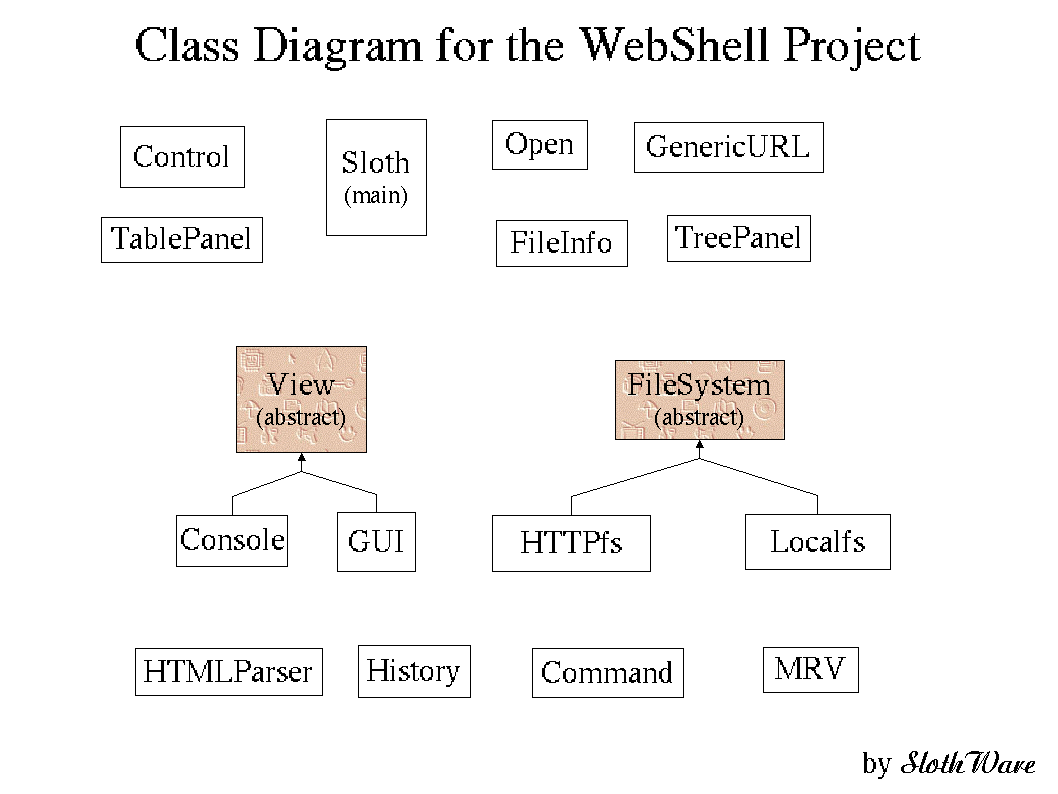 Class Diagram for the WebShell Project
Control
Sloth
(main)
Open
GenericURL
TablePanel
FileInfo
TreePanel
View
(abstract)
FileSystem
(abstract)
Console
GUI
HTTPfs
Localfs
HTMLParser
History
Command
MRV
by SlothWare